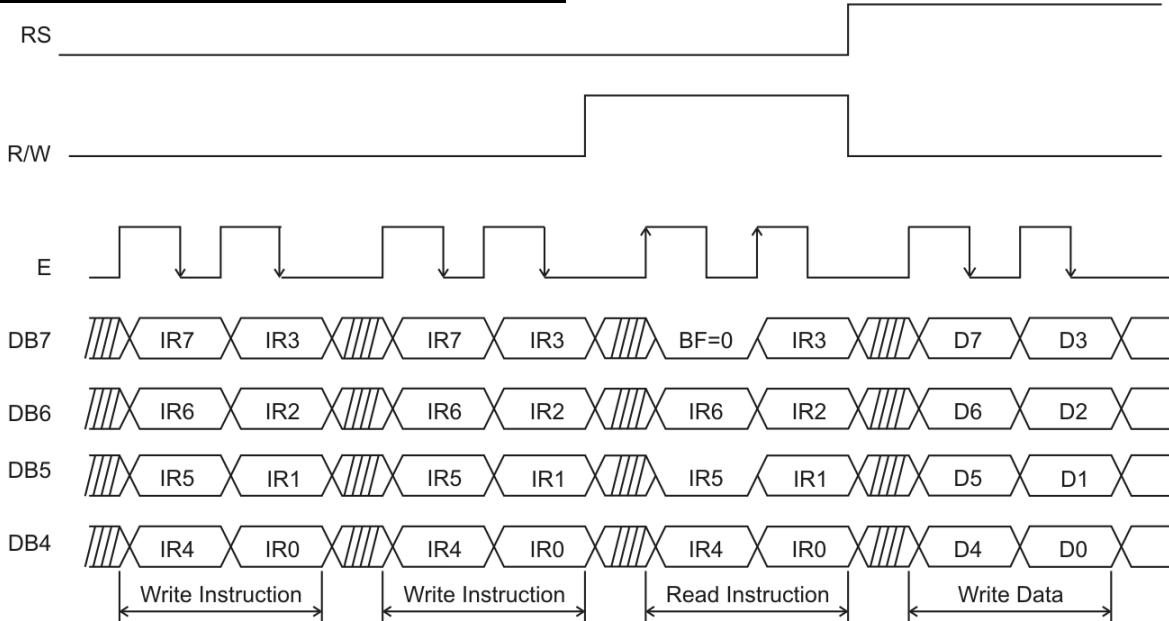 RS
R/W
E
DB7 IR7 IR3 IR7 IR3 BF=0 IR3 D7 D3
DB6 IR6 IR2 IR6 IR2 IR6 IR2 D6 D2
DB5 IR5 IR1 IR5 IR1 IR5 IR1 D5 D1
DB4 IR4 IR0 IR4 IR0 IR4 IR0 D4 D0
Write Instruction Write Instruction Read Instruction Write Data